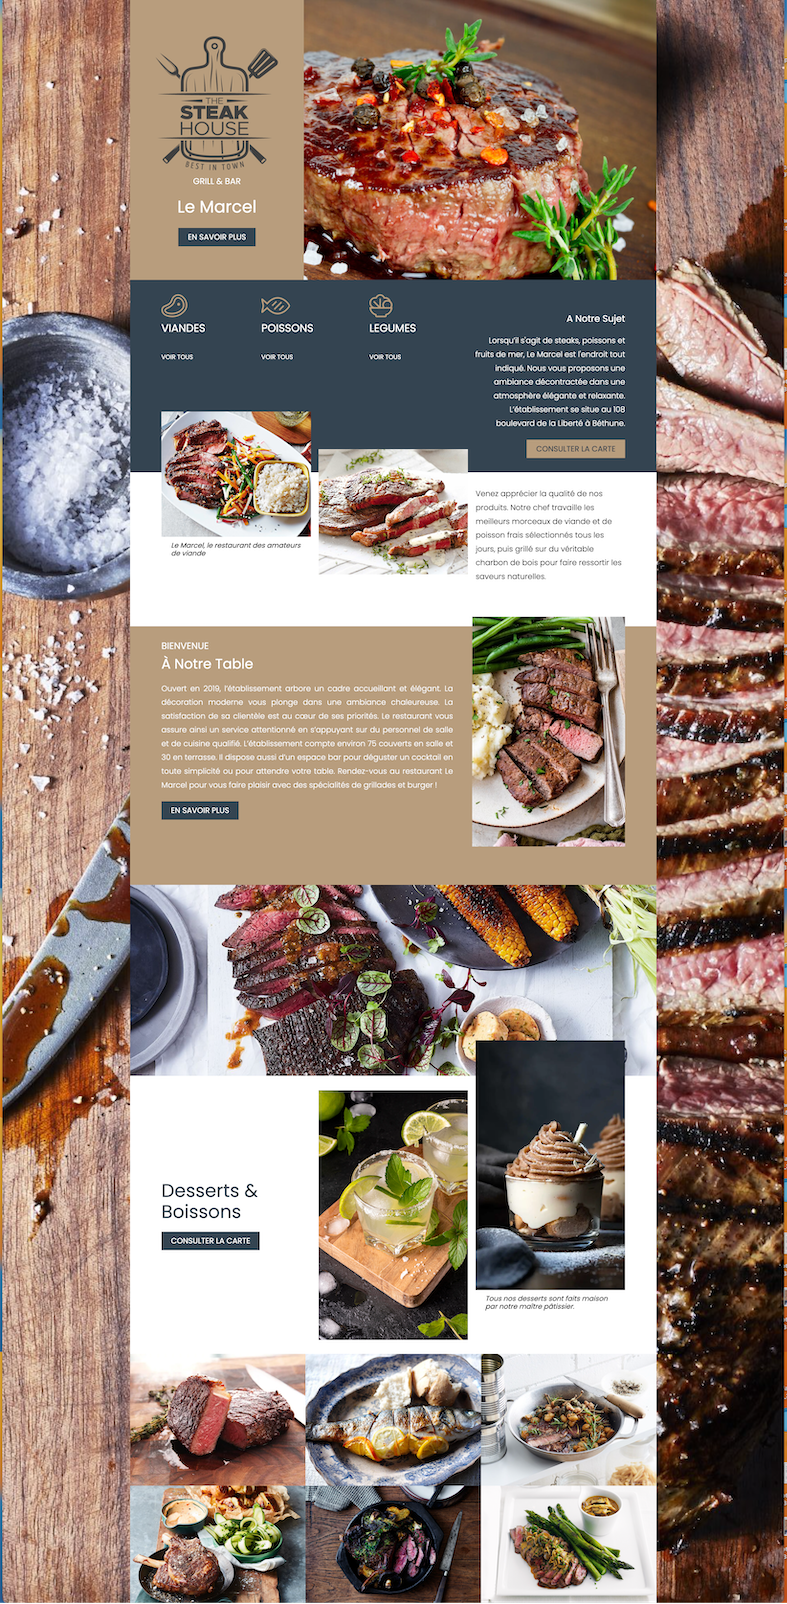 THE
STEAK
HOUSE
BEST IN TOWN
GRILL & BAR
Le Marcel
EN SAVOIR PLUS
VIANDES
VOIR TOUS
POISSONS
VOIR TOUS
LEGUMES
VOIR TOUS
A Notre Sujet
Lorsqu'il s'agit de steaks, poissons et
fruits de mer, Le Marcel est l'endroit tout
indiqué. Nous vous proposons une
ambiance décontractée dans une
atmosphère élégante et relaxante.
L'établissement se situe au 108
boulevard de la Liberté à Béthune.
CONSULTER LA CARTE
Le Marcel, le restaurant des amateurs
de viande
Venez apprécier la qualité de nos
produits. Notre chef travaille les
meilleurs morceaux de viande et de
poisson frais sélectionnés tous les
jours, puis grillé sur du véritable
charbon de bois pour faire ressortir les
saveurs naturelles.
BIENVENUE
À Notre Table
Ouvert en 2019, l'établissement arbore un cadre accueillant et élégant. La
décoration moderne vous plonge dans une ambiance chaleureuse. La
satisfaction de sa clientèle est au cœur de ses priorités. Le restaurant vous
assure ainsi un service attentionné en s'appuyant sur du personnel de salle
et de cuisine qualifié. L'établissement compte environ 75 couverts en salle et
30 en terrasse. Il dispose aussi d'un espace bar pour déguster un cocktail en
toute simplicité ou pour attendre votre table. Rendez-vous au restaurant Le
Marcel pour vous faire plaisir avec des spécialités de grillades et burger !
EN SAVOIR PLUS
Desserts &
Boissons
CONSULTER LA CARTE
Tous nos desserts sont faits maison
par notre maître pâtissier.